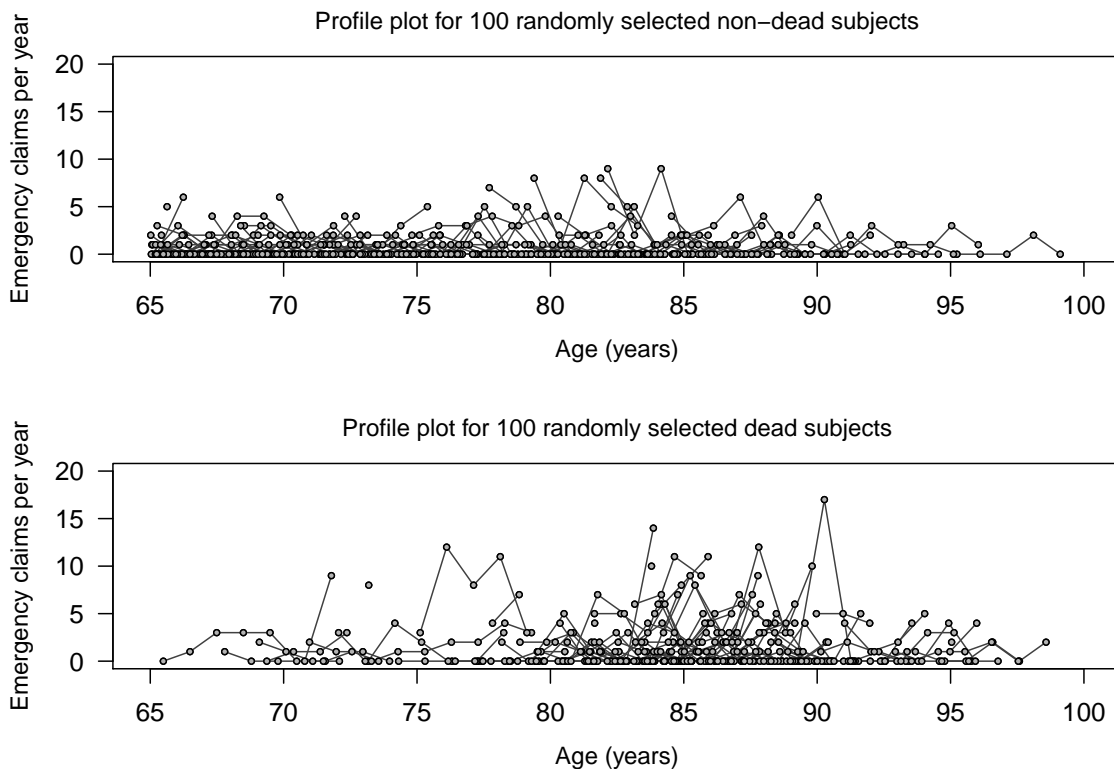 Profile plot for 100 randomly selected non−dead subjects
Emergency claims per year
20
15
10
5
0
65 70 75 80 85 90 95 100
Age (years)
Profile plot for 100 randomly selected dead subjects
Emergency claims per year
20
15
10
5
0
65 70 75 80 85 90 95 100
Age (years)